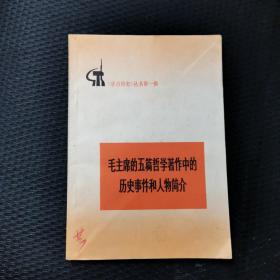 《学点历史》丛书第一辑
毛主席的五篇哲学著作中的
历史事件和人物简介